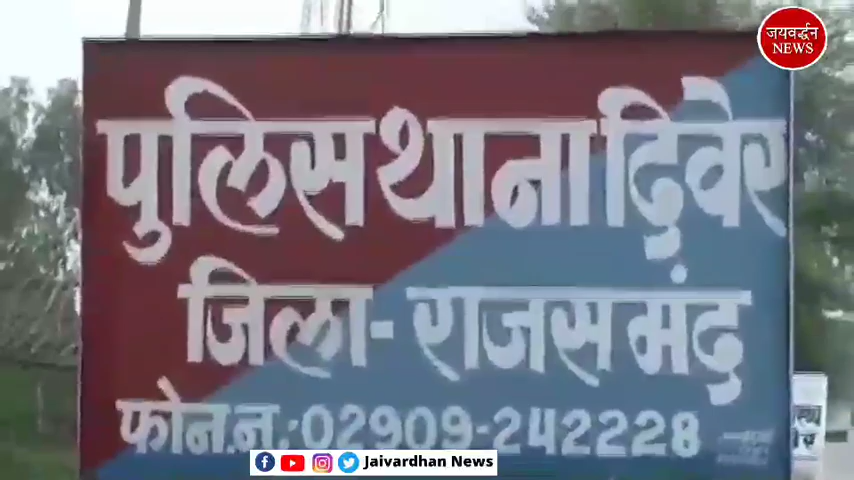 जयवर्द्धन
NEWS
पुलिस थाना दिवेर
जिला-राजसमंद
फोन.न.:02909-242228
Jaivardhan News